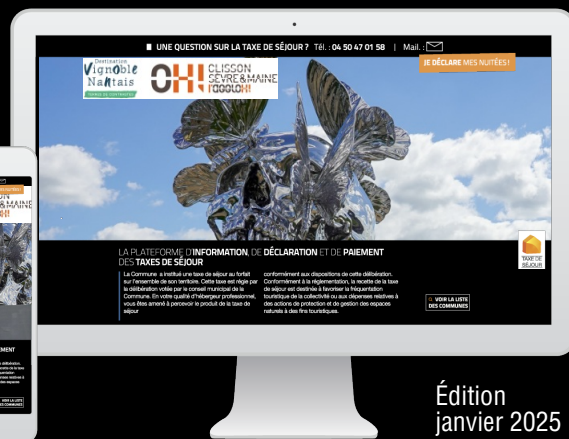 UNE QUESTION SUR LA TAXE DE SÉJOUR ? Tél. : 04 50 47 01 58 | Mail. :
JE DÉCLARE MES NUITÉES !
Destination
Vignoble
Nantais
OH!
CLISSON
SÈVRE & MAINE
l'aggloH!
LA PLATEFORME D'INFORMATION, DE DÉCLARATION ET DE PAIEMENT
DES TAXES DE SÉJOUR
La Commune a institué une taxe de séjour au forfait
sur l'ensemble de son territoire. Cette taxe est régie par
la délibération votée par le conseil municipal de la
Commune. En votre qualité d'hébergeur professionnel,
vous êtes amené à percevoir le produit de la taxe de
séjour
conformément aux dispositions de cette délibération.
Conformément à la réglementation, la recette de la taxe
de séjour est destinée à favoriser la fréquentation
touristique de la collectivité ou aux dépenses relatives à
des actions de protection et de gestion des espaces
naturels à des fins touristiques.
TAXE DE
SÉJOUR
VOIR LA LISTE
DES COMMUNES
Édition
janvier 2025